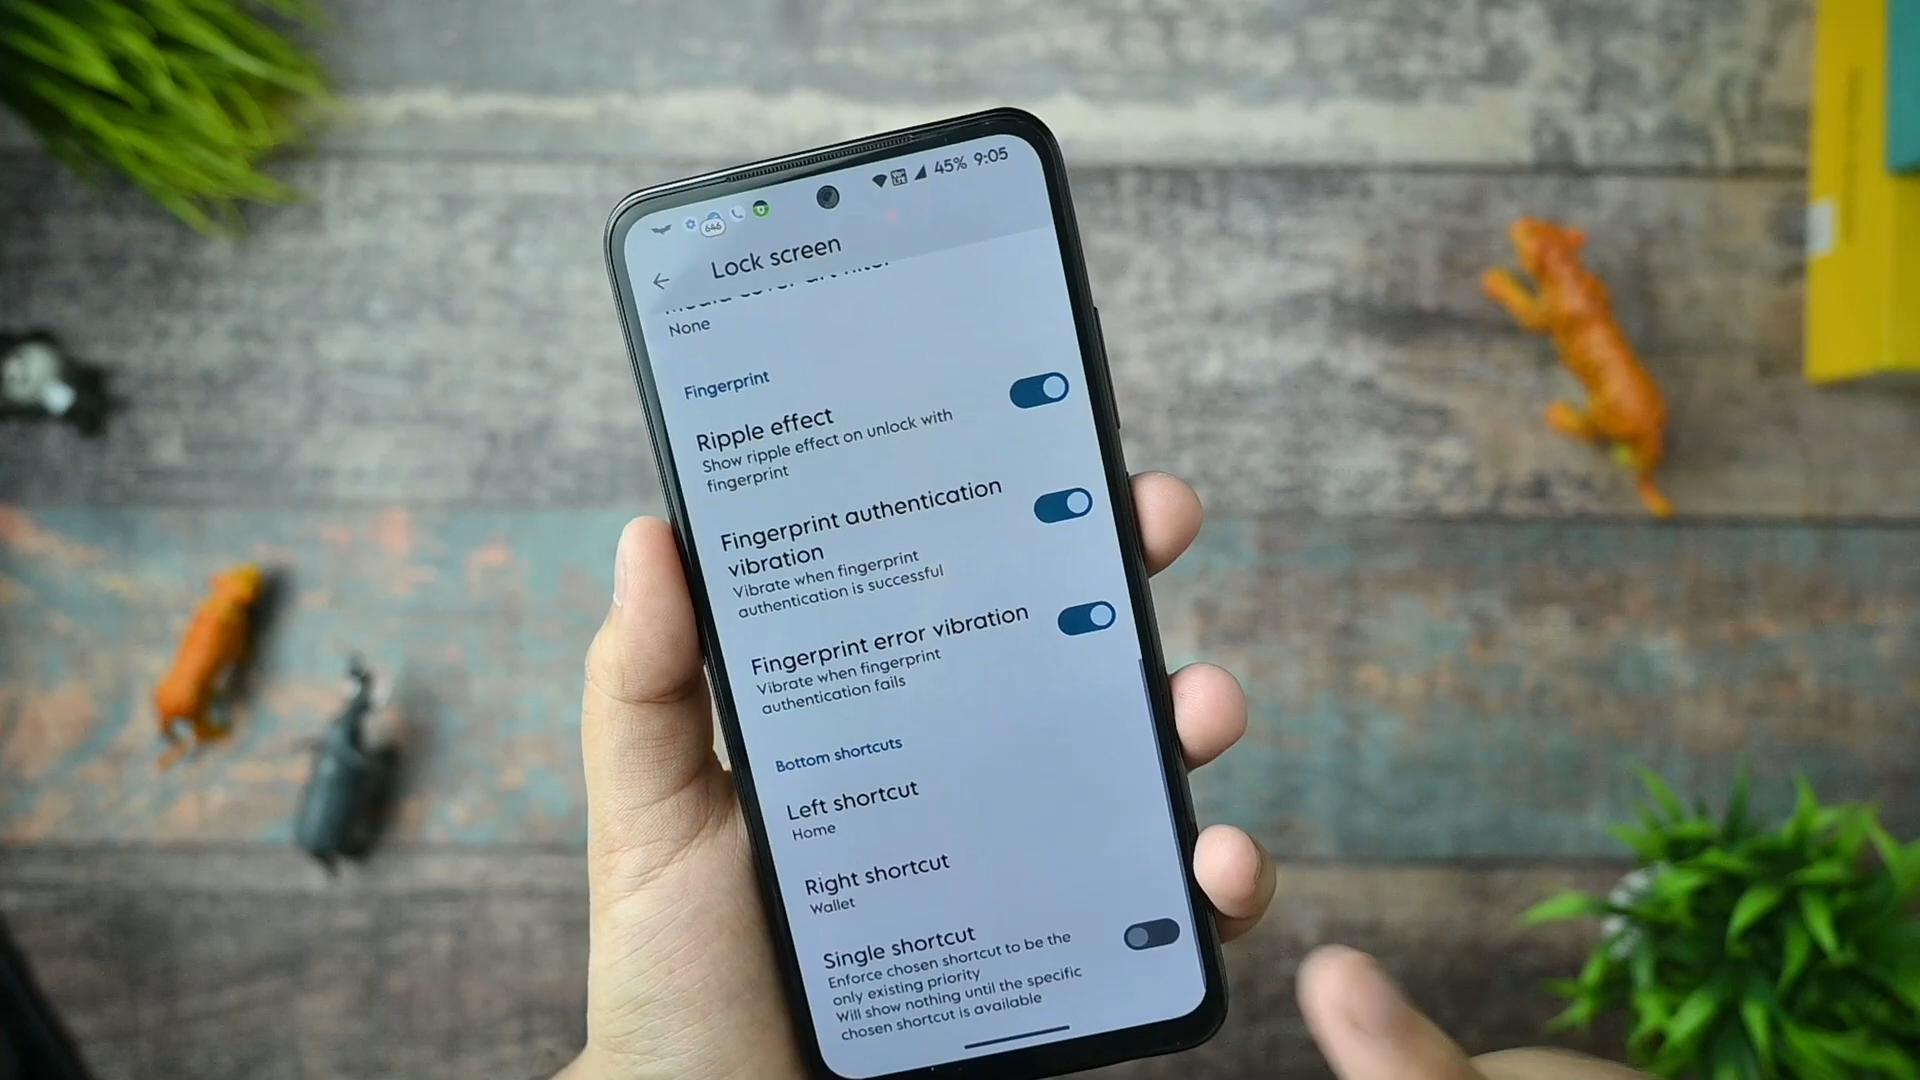 45% 9:05
646
Lock screen
None
Fingerprint
Ripple effect
Show ripple effect on unlock with
fingerprint
Fingerprint authentication
vibration
Vibrate when fingerprint
authentication is successful
Fingerprint error vibration
Vibrate when fingerprint
authentication fails
Bottom shortcuts
Left shortcut
Home
Right shortcut
Wallet
Single shortcut
Enforce chosen shortcut to be the
only existing priority
Will show nothing until the specific
chosen shortcut is available